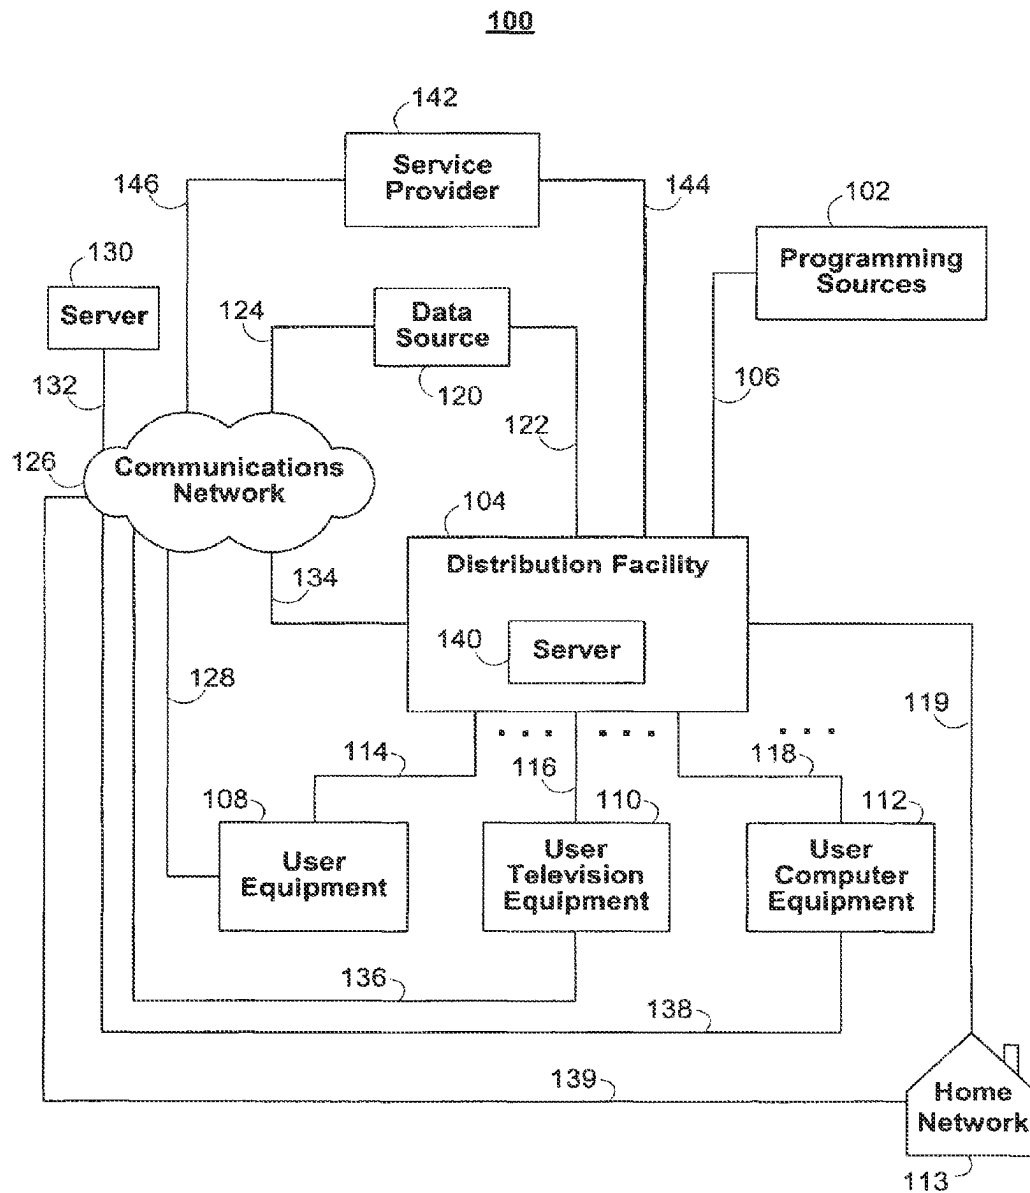 100
142
Service
Provider
146
144
102
Programming
Sources
130
Server
124
Data
Source
120
132
122
106
126
Communications
Network
104
Distribution Facility
134
140
Server
128
119
114
116
118
108
User
Equipment
110
User
Television
Equipment
112
User
Computer
Equipment
136
138
139
Home
Network
113